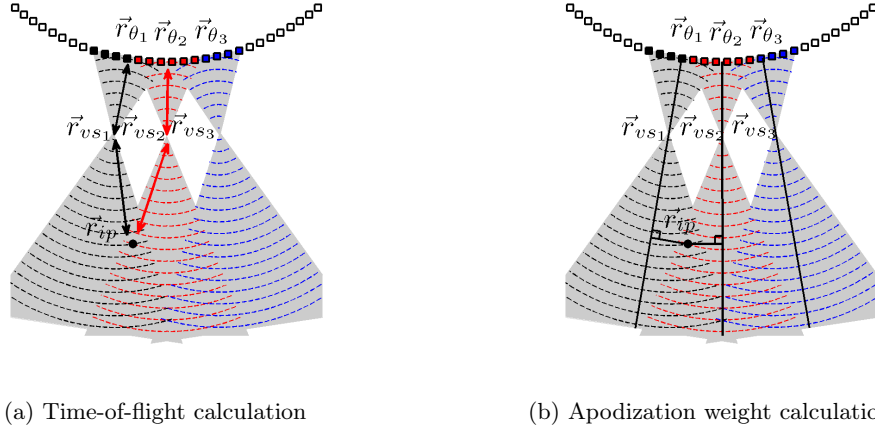 r⃗θ1 r⃗θ2 r⃗θ3
r⃗vs1 r⃗vs2 r⃗vs3
r⃗ip
(a) Time-of-flight calculation
r⃗θ1 r⃗θ2 r⃗θ3
r⃗vs1 r⃗vs2 r⃗vs3
r⃗ip
(b) Apodization weight calculatio